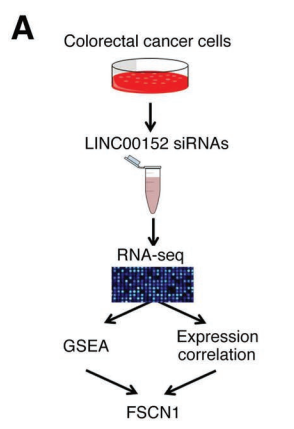 A
Colorectal cancer cells
LINC00152 siRNAs
RNA-seq
GSEA
Expression
correlation
FSCN1